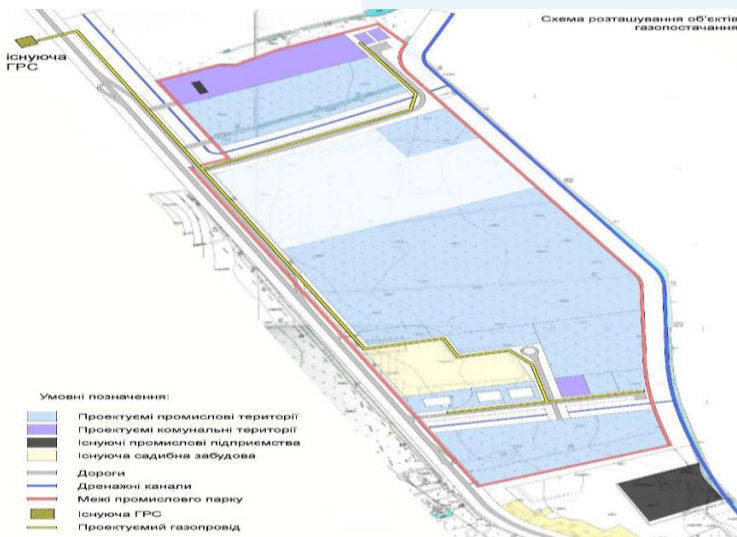 Схема розташування об'єктів
газопостачання
існуюча
ГРС
Умовні позначення:
Проектуємі промислові території
Проектуємі комунальні території
Існуючі промислові підприємства
Існуюча садибна забудова
Дороги
Дренажні канали
Межі промислового парку
Існуюча ГРС
Проектуємий газопровід